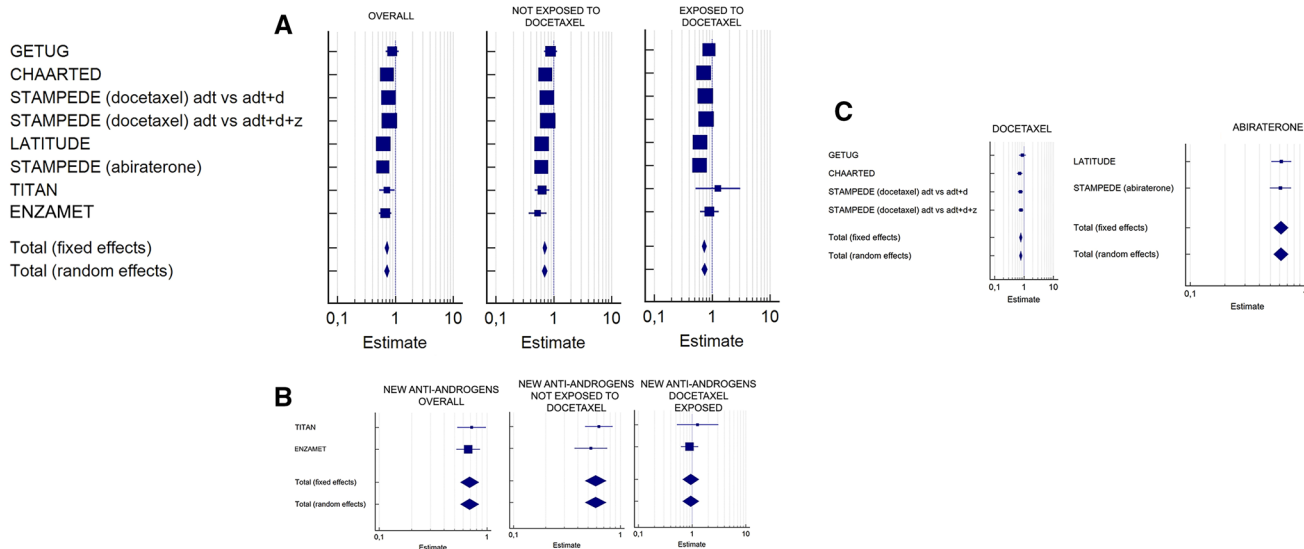 A
OVERALL
NOT EXPOSED TO
DOCETAXEL
EXPOSED TO
DOCETAXEL
GETUG
CHAARTED
STAMPEDE (docetaxel) adt vs adt+d
STAMPEDE (docetaxel) adt vs adt+d+z
LATITUDE
STAMPEDE (abiraterone)
TITAN
ENZAMET
Total (fixed effects)
Total (random effects)
0,1 1 10
Estimate
0,1 1 10
Estimate
0,1 1 10
Estimate
C
DOCETAXEL
GETUG
CHAARTED
STAMPEDE (docetaxel) adt vs adt+d
STAMPEDE (docetaxel) adt vs adt+d+z
Total (fixed effects)
Total (random effects)
0,1 1 10
Estimate
ABIRATERONE
LATITUDE
STAMPEDE (abiraterone)
Total (fixed effects)
Total (random effects)
0,1
Estimate
B
NEW ANTI-ANDROGENS
OVERALL
NEW ANTI-ANDROGENS
NOT EXPOSED TO
DOCETAXEL
NEW ANTI-ANDROGENS
DOCETAXEL
EXPOSED
TITAN
ENZAMET
Total (fixed effects)
Total (random effects)
0,1 1
Estimate
0,1 1
Estimate
0,1 1 10
Estimate